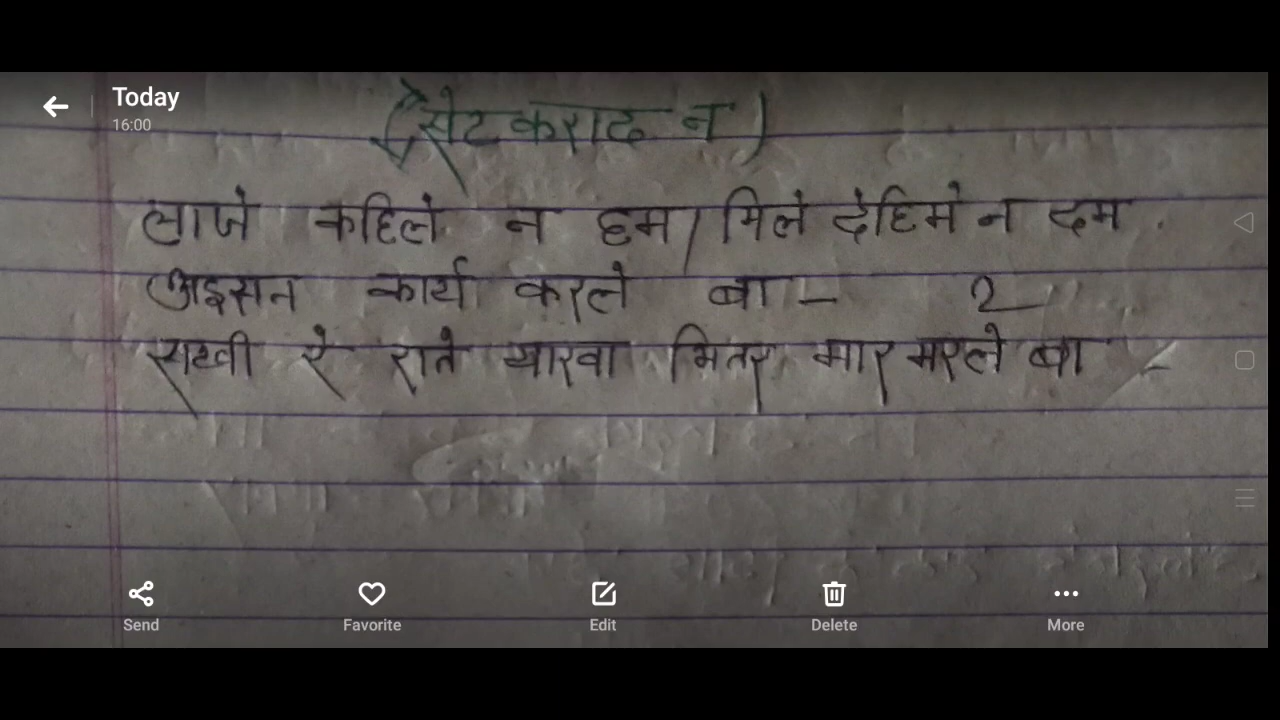 Today
16:00
(सेट कराद न)
लाजे कहिले न हम / मिले देहिमे न दम
अइसन कार्य करले बा - 2
सखी रे राते यारवा भितर मार मरले बा -
Send Favorite Edit Delete More